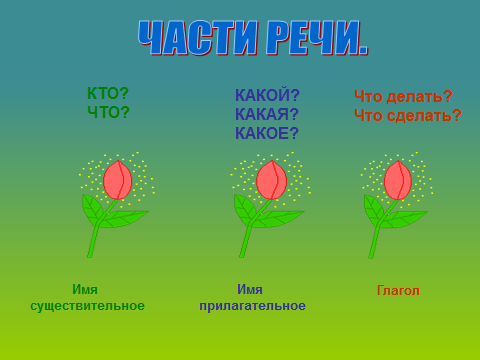 ЧАСТИ РЕЧИ.
КТО?
ЧТО?
КАКОЙ?
КАКАЯ?
КАКОЕ?
Что делать?
Что сделать?
Имя
существительное
Имя
прилагательное
Глагол